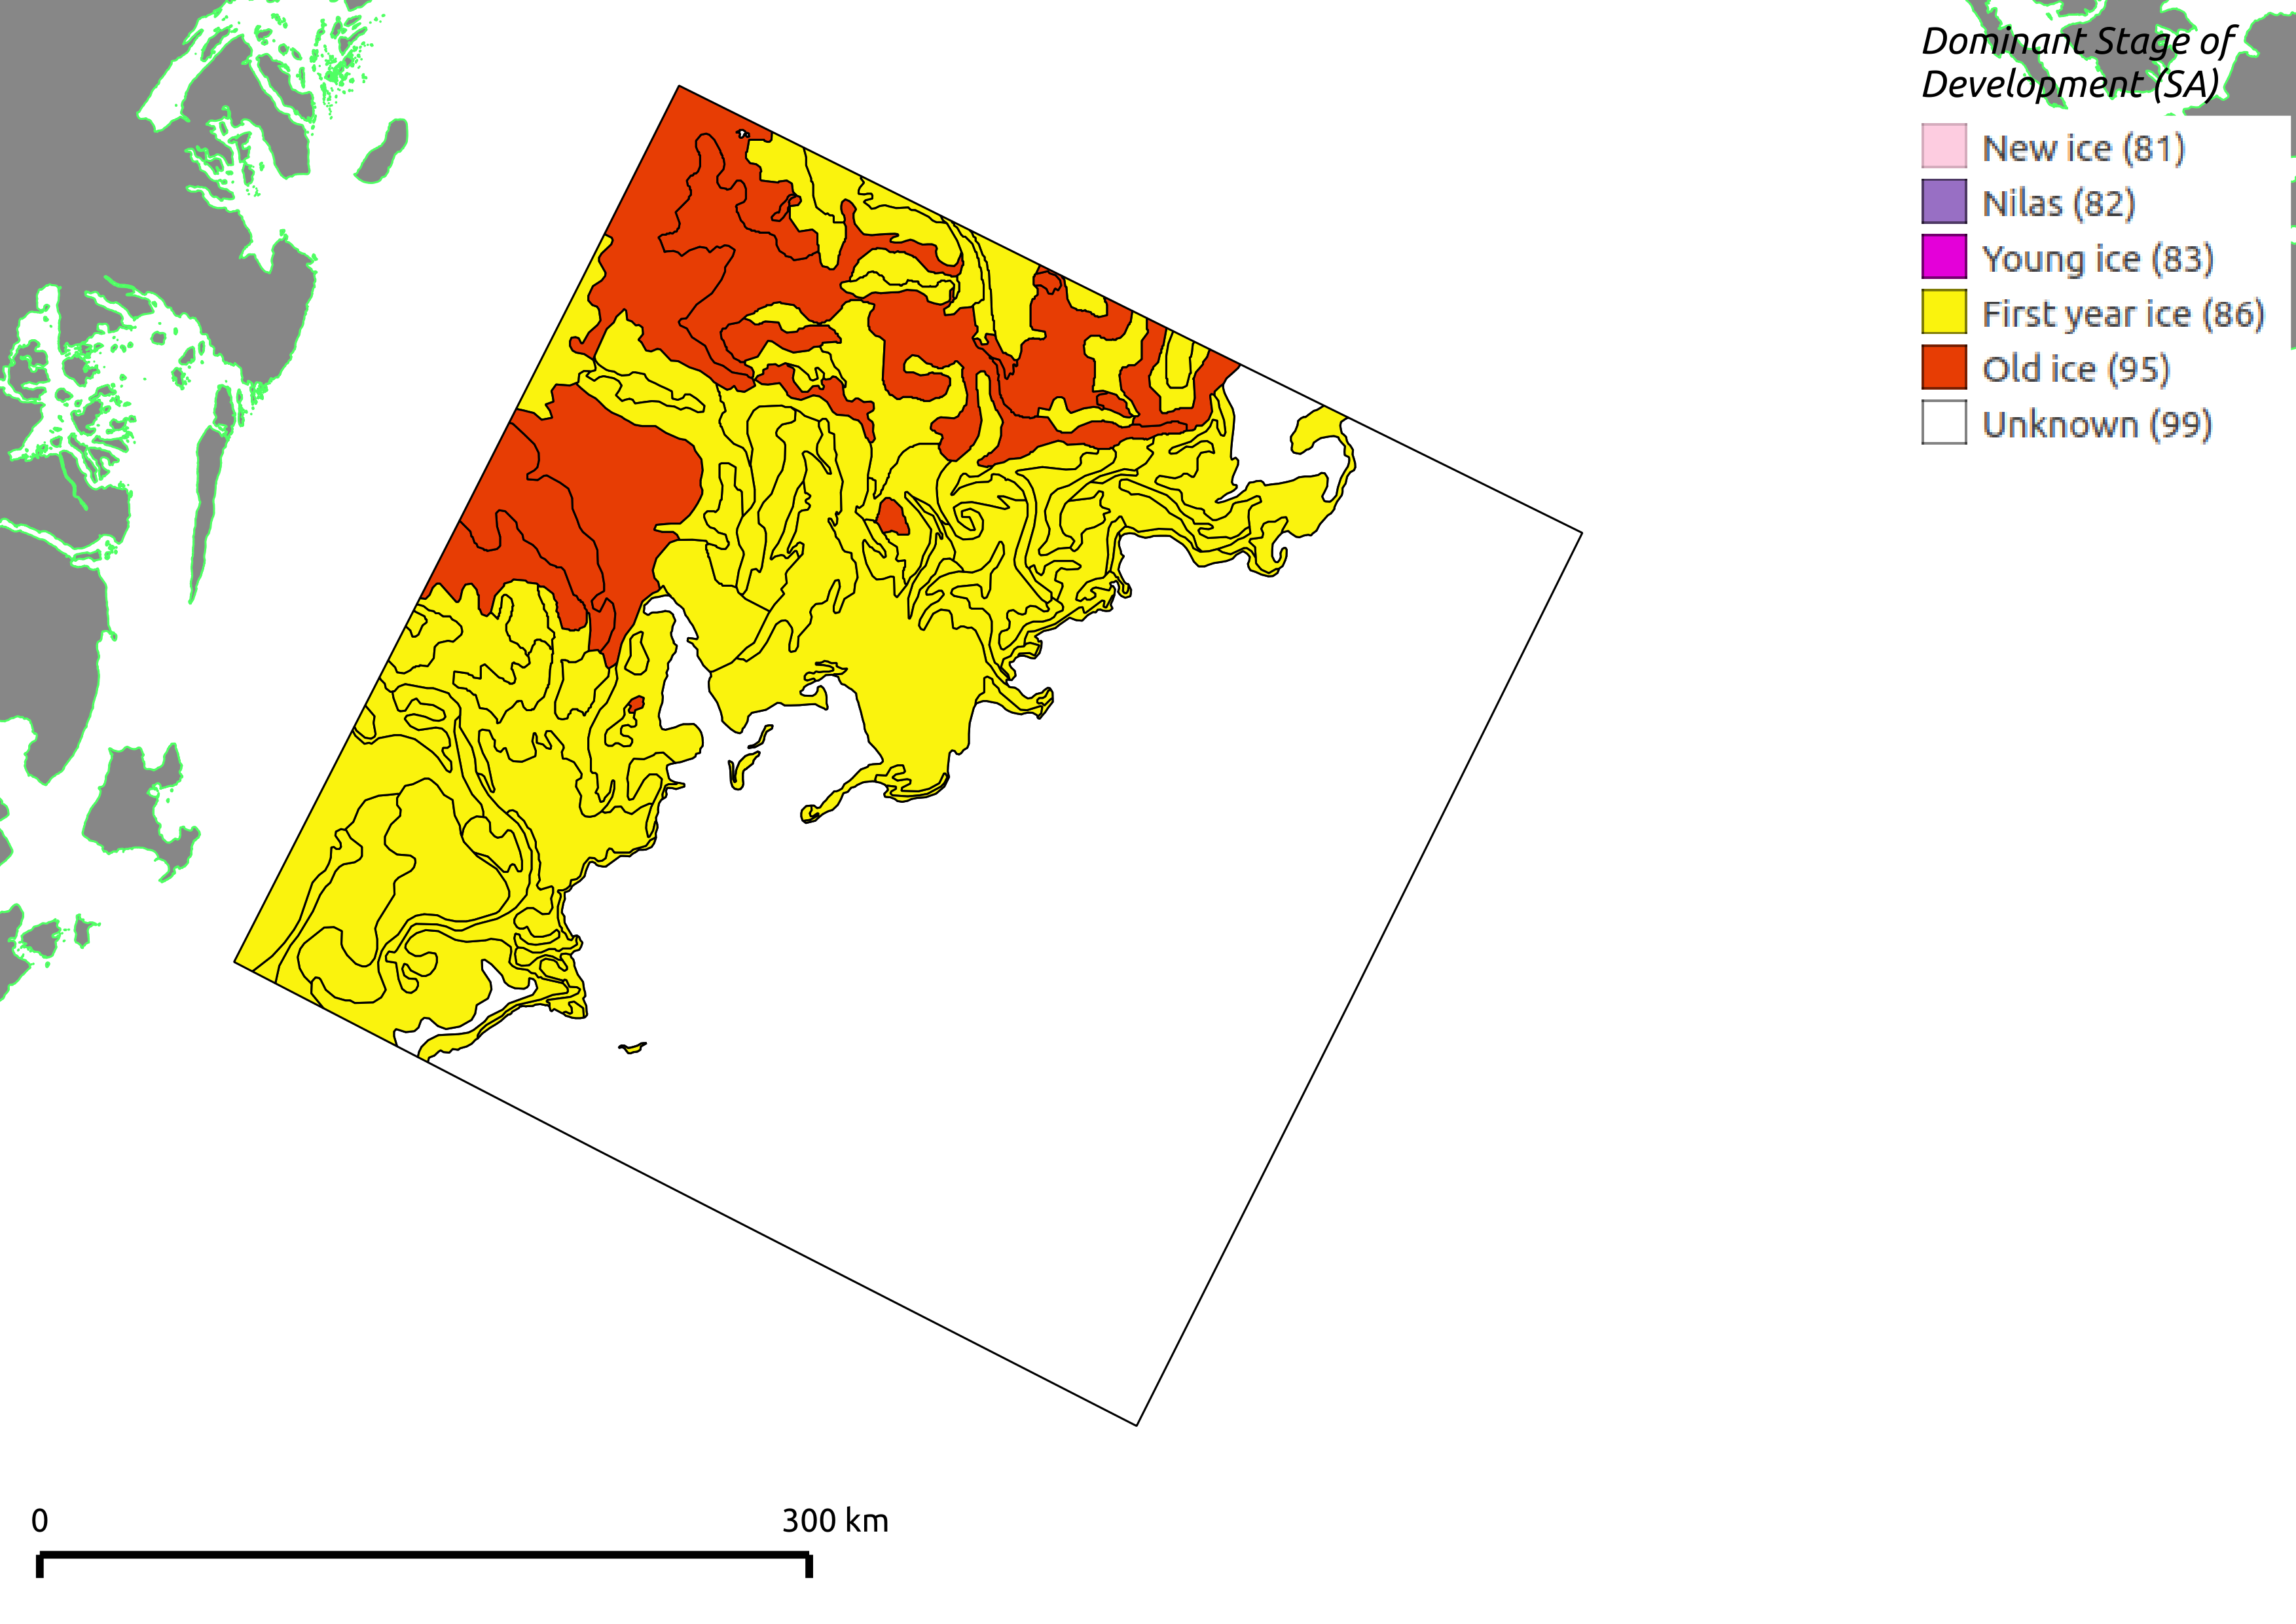 Dominant Stage of
Development (SA)
New ice (81)
Nilas (82)
Young ice (83)
First year ice (86)
Old ice (95)
Unknown (99)
0 300 km